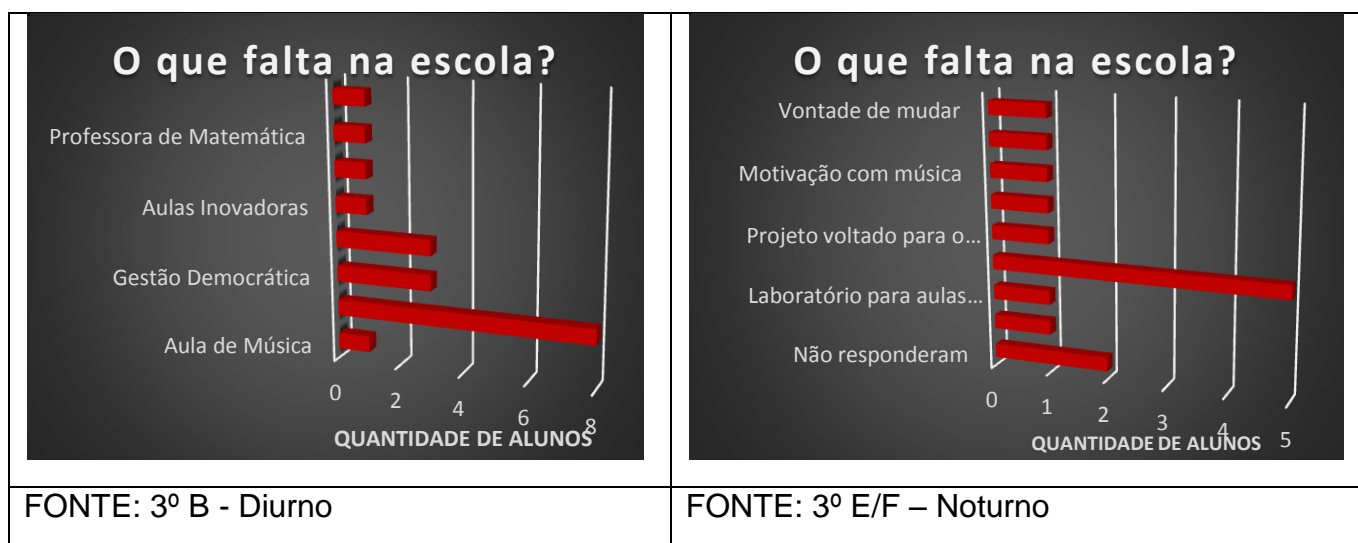 O que falta na escola?
Professora de Matemática
Aulas Inovadoras
Gestão Democrática
Aula de Música
0 2 4 6 8
QUANTIDADE DE ALUNOS
FONTE: 3º B - Diurno
O que falta na escola?
Vontade de mudar
Motivação com música
Projeto voltado para o...
Laboratório para aulas...
Não responderam
0 1 2 3 4 5
QUANTIDADE DE ALUNOS
FONTE: 3º E/F – Noturno